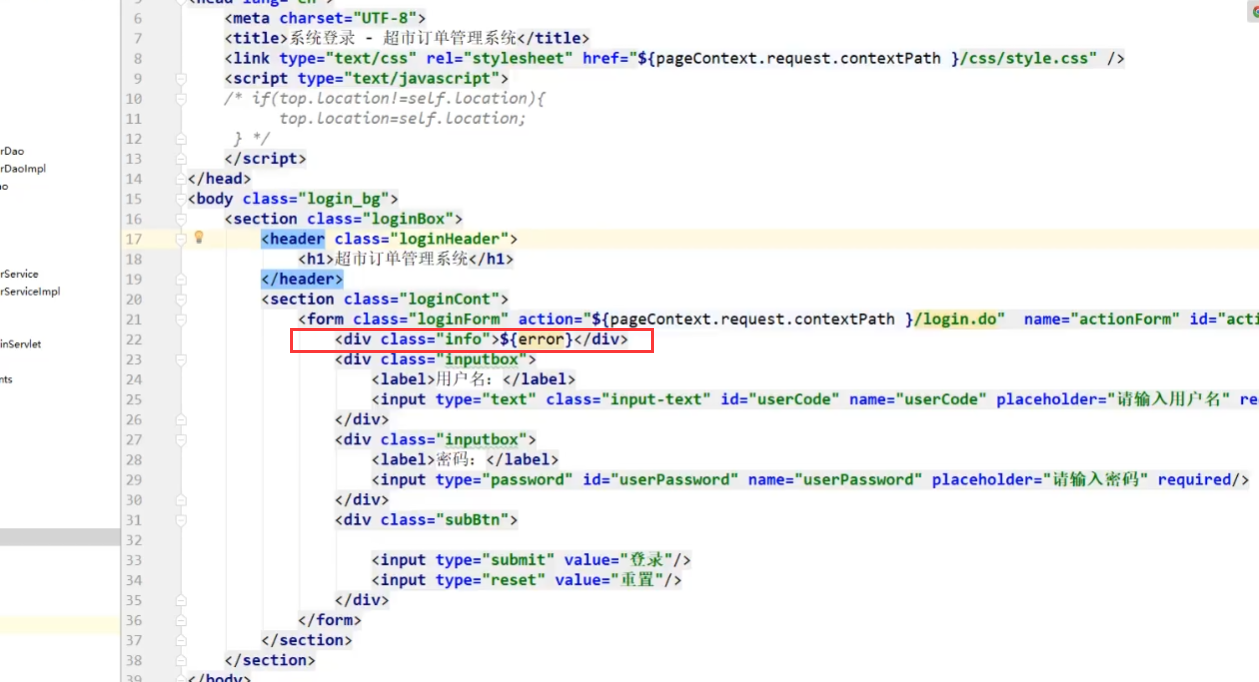 <head lang="en">
6 <meta charset="UTF-8">
7 <title>系统登录 - 超市订单管理系统</title>
8 <link type="text/css" rel="stylesheet" href="${pageContext.request.contextPath }/css/style.css" />
9 <script type="text/javascript">
10 /* if(top.location!=self.location){
11 top.location=self.location;
12 } */
13 </script>
14 </head>
15 <body class="login_bg">
16 <section class="loginBox">
17 <header class="loginHeader">
18 <h1>超市订单管理系统</h1>
19 </header>
20 <section class="loginCont">
21 <form class="loginForm" action="${pageContext.request.contextPath }/login.do" name="actionForm" id="acti
22 <div class="info">${error}</div>
23 <div class="inputbox">
24 <label>用户名：</label>
25 <input type="text" class="input-text" id="userCode" name="userCode" placeholder="请输入用户名" re
26 </div>
27 <div class="inputbox">
28 <label>密码：</label>
29 <input type="password" id="userPassword" name="userPassword" placeholder="请输入密码" required/>
30 </div>
31 <div class="subBtn">
32
33 <input type="submit" value="登录"/>
34 <input type="reset" value="重置"/>
35 </div>
36 </form>
37 </section>
38 </section>
39 </body>
rDao
rDaoImpl
ao
rService
rServiceImpl
inServlet
nts